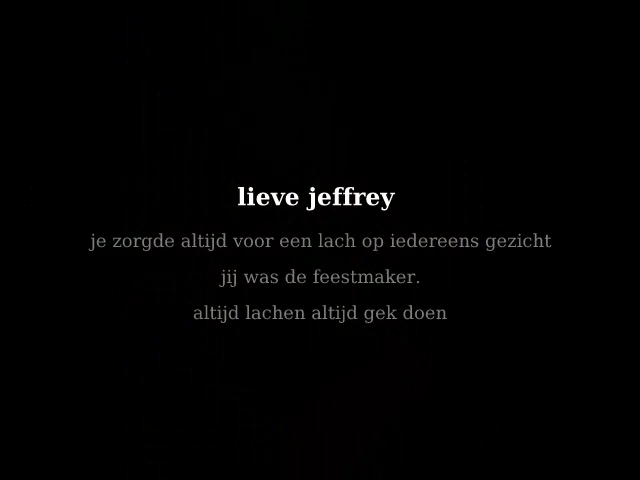 lieve jeffrey
je zorgde altijd voor een lach op iedereens gezicht
jij was de feestmaker.
altijd lachen altijd gek doen